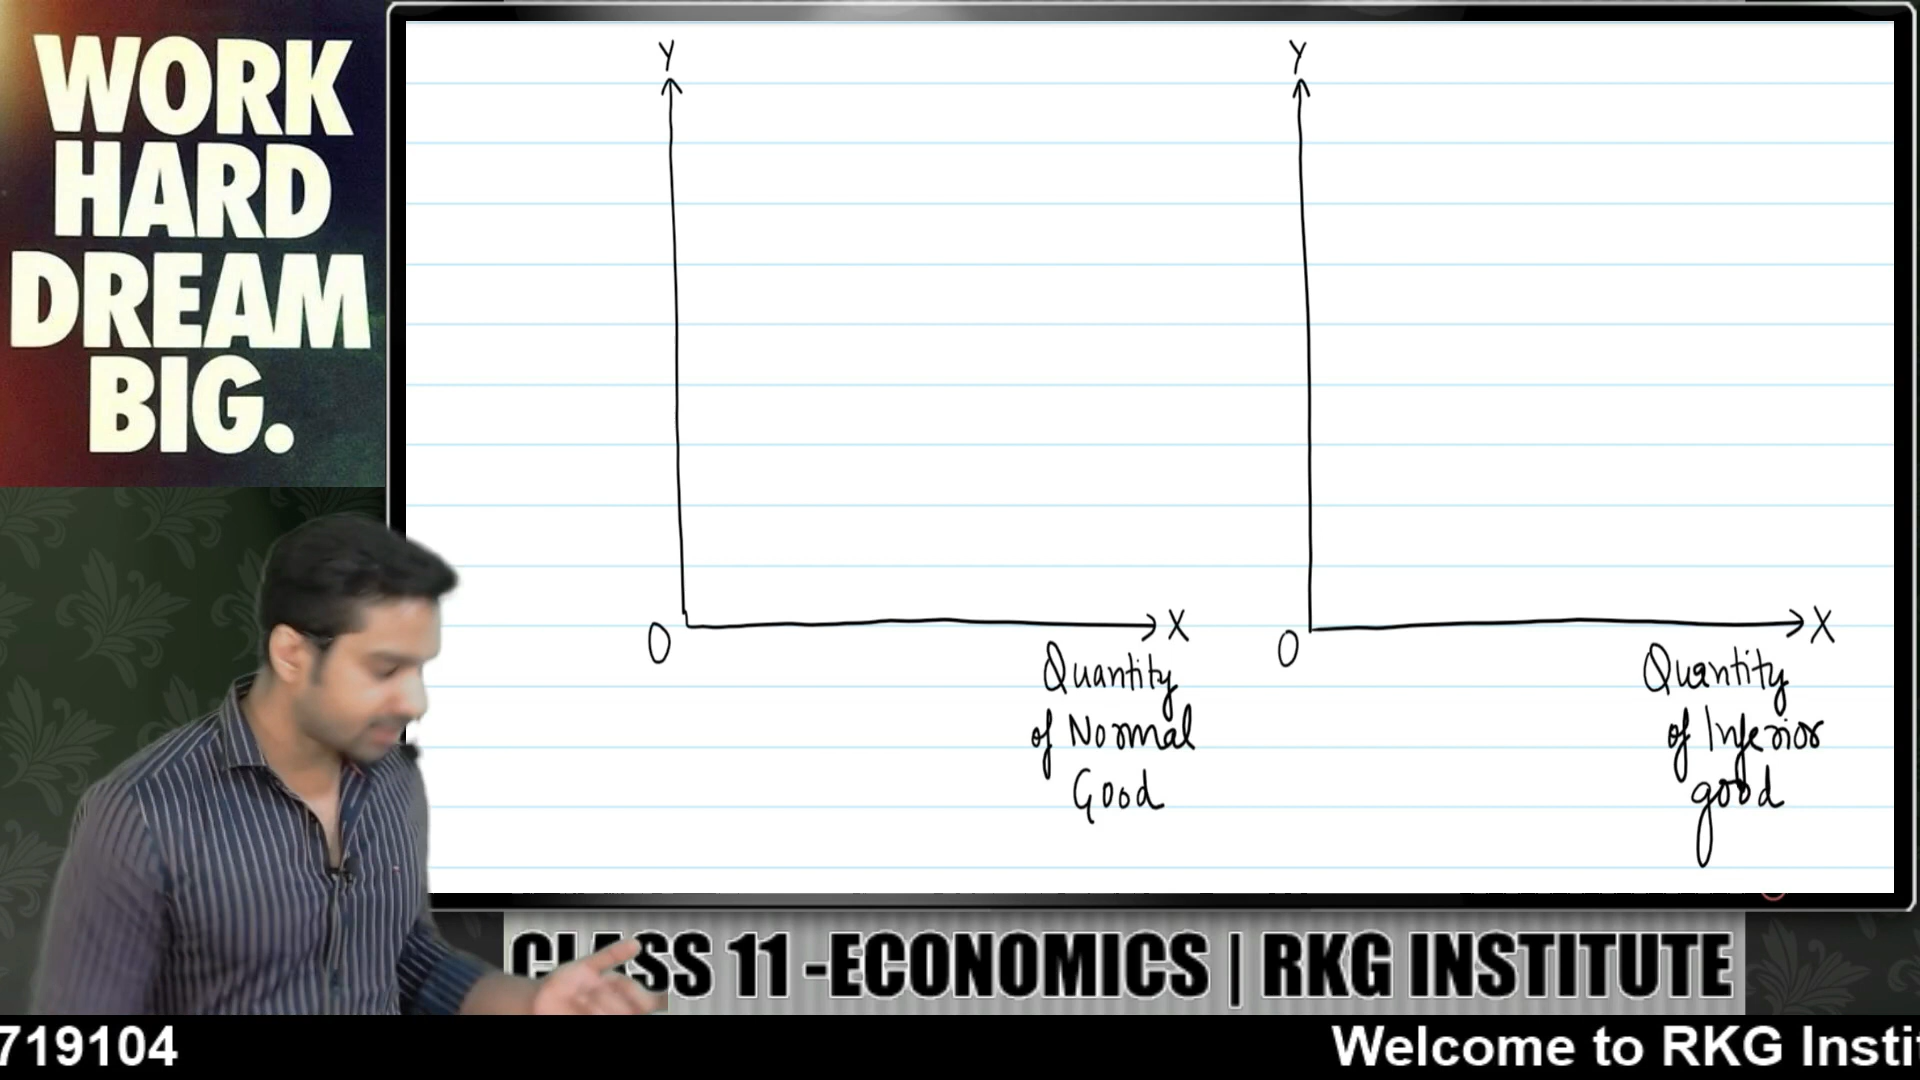 WORK
HARD
DREAM
BIG.
Y
O
X
Quantity
of Normal
Good
Y
O
X
Quantity
of Inferior
good
CLASS 11 -ECONOMICS | RKG INSTITUTE
719104
Welcome to RKG Insti